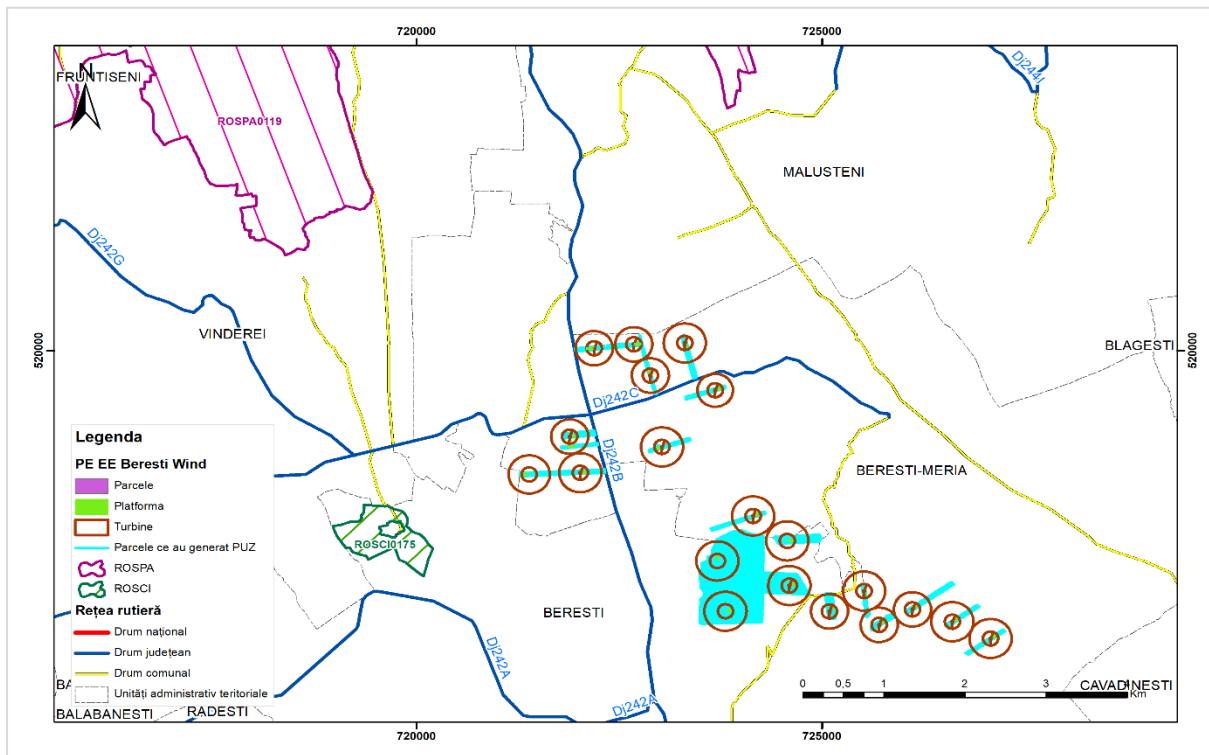 720000
725000
FRUNTISENI
N
ROSPA0119
Dj244I
MALUSTENI
Dj242G
VINDEREI
520000
520000
BLAGESTI
Dj242C
Dj242B
BERESTI-MERIA
ROSCI0175
BERESTI
Dj242A
Dj242A
CAVADINESTI
BA
BALABANESTI
RADESTI
Legenda
PE EE Beresti Wind
Parcele
Platforma
Turbine
Parcele ce au generat PUZ
ROSPA
ROSCI
Rețea rutieră
Drum național
Drum județean
Drum comunal
Unități administrativ teritoriale
0 0,5 1 2 3 4
Km
720000
725000